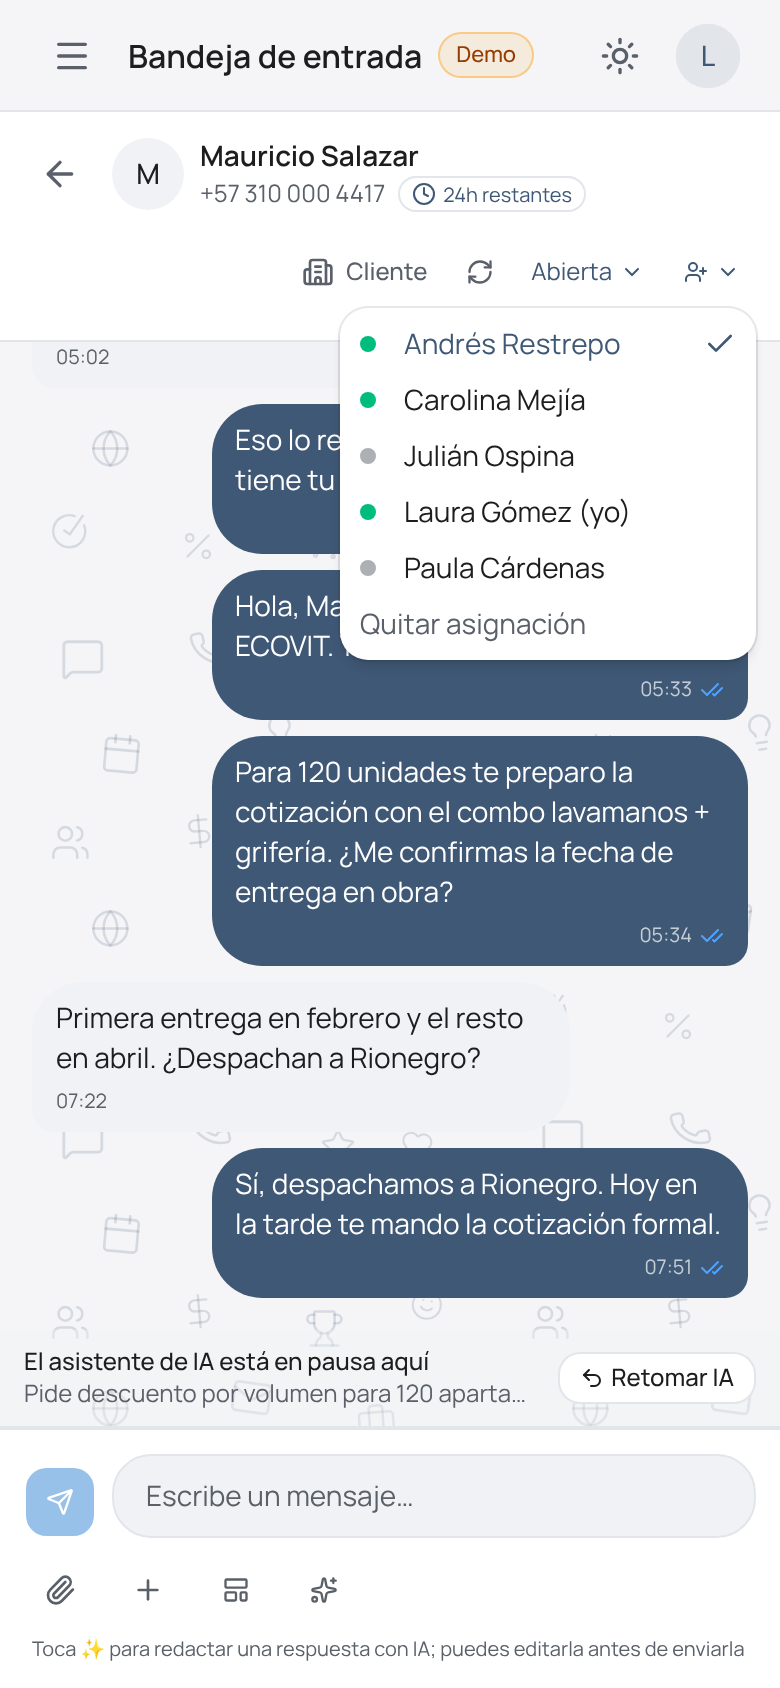 Bandeja de entrada
Demo
L
M
Mauricio Salazar
+57 310 000 4417
24h restantes
Cliente
Abierta
05:02
Andrés Restrepo
Carolina Mejía
Julián Ospina
Laura Gómez (yo)
Paula Cárdenas
Quitar asignación
Eso lo
tiene tu
Hola,
ECOVIT.
05:33
Para 120 unidades te preparo la
cotización con el combo lavamanos +
grifería. ¿Me confirmas la fecha de
entrega en obra?
05:34
Primera entrega en febrero y el resto
en abril. ¿Despachan a Rionegro?
07:22
Sí, despachamos a Rionegro. Hoy en
la tarde te mando la cotización formal.
07:51
El asistente de IA está en pausa aquí
Pide descuento por volumen para 120 aparta…
Retomar IA
Escribe un mensaje…
Toca ✨ para redactar una respuesta con IA; puedes editarla antes de enviarla